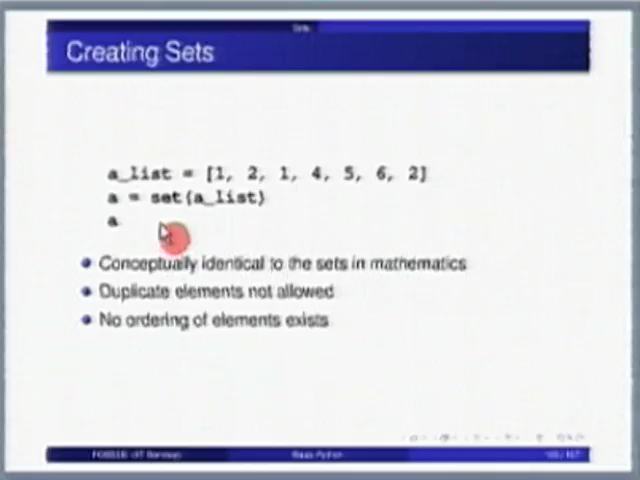 Sets
Creating Sets
a_list = [1, 2, 1, 4, 5, 6, 2]
a = set(a_list)
a
Conceptually identical to the sets in mathematics
Duplicate elements not allowed
No ordering of elements exists
Basic Python